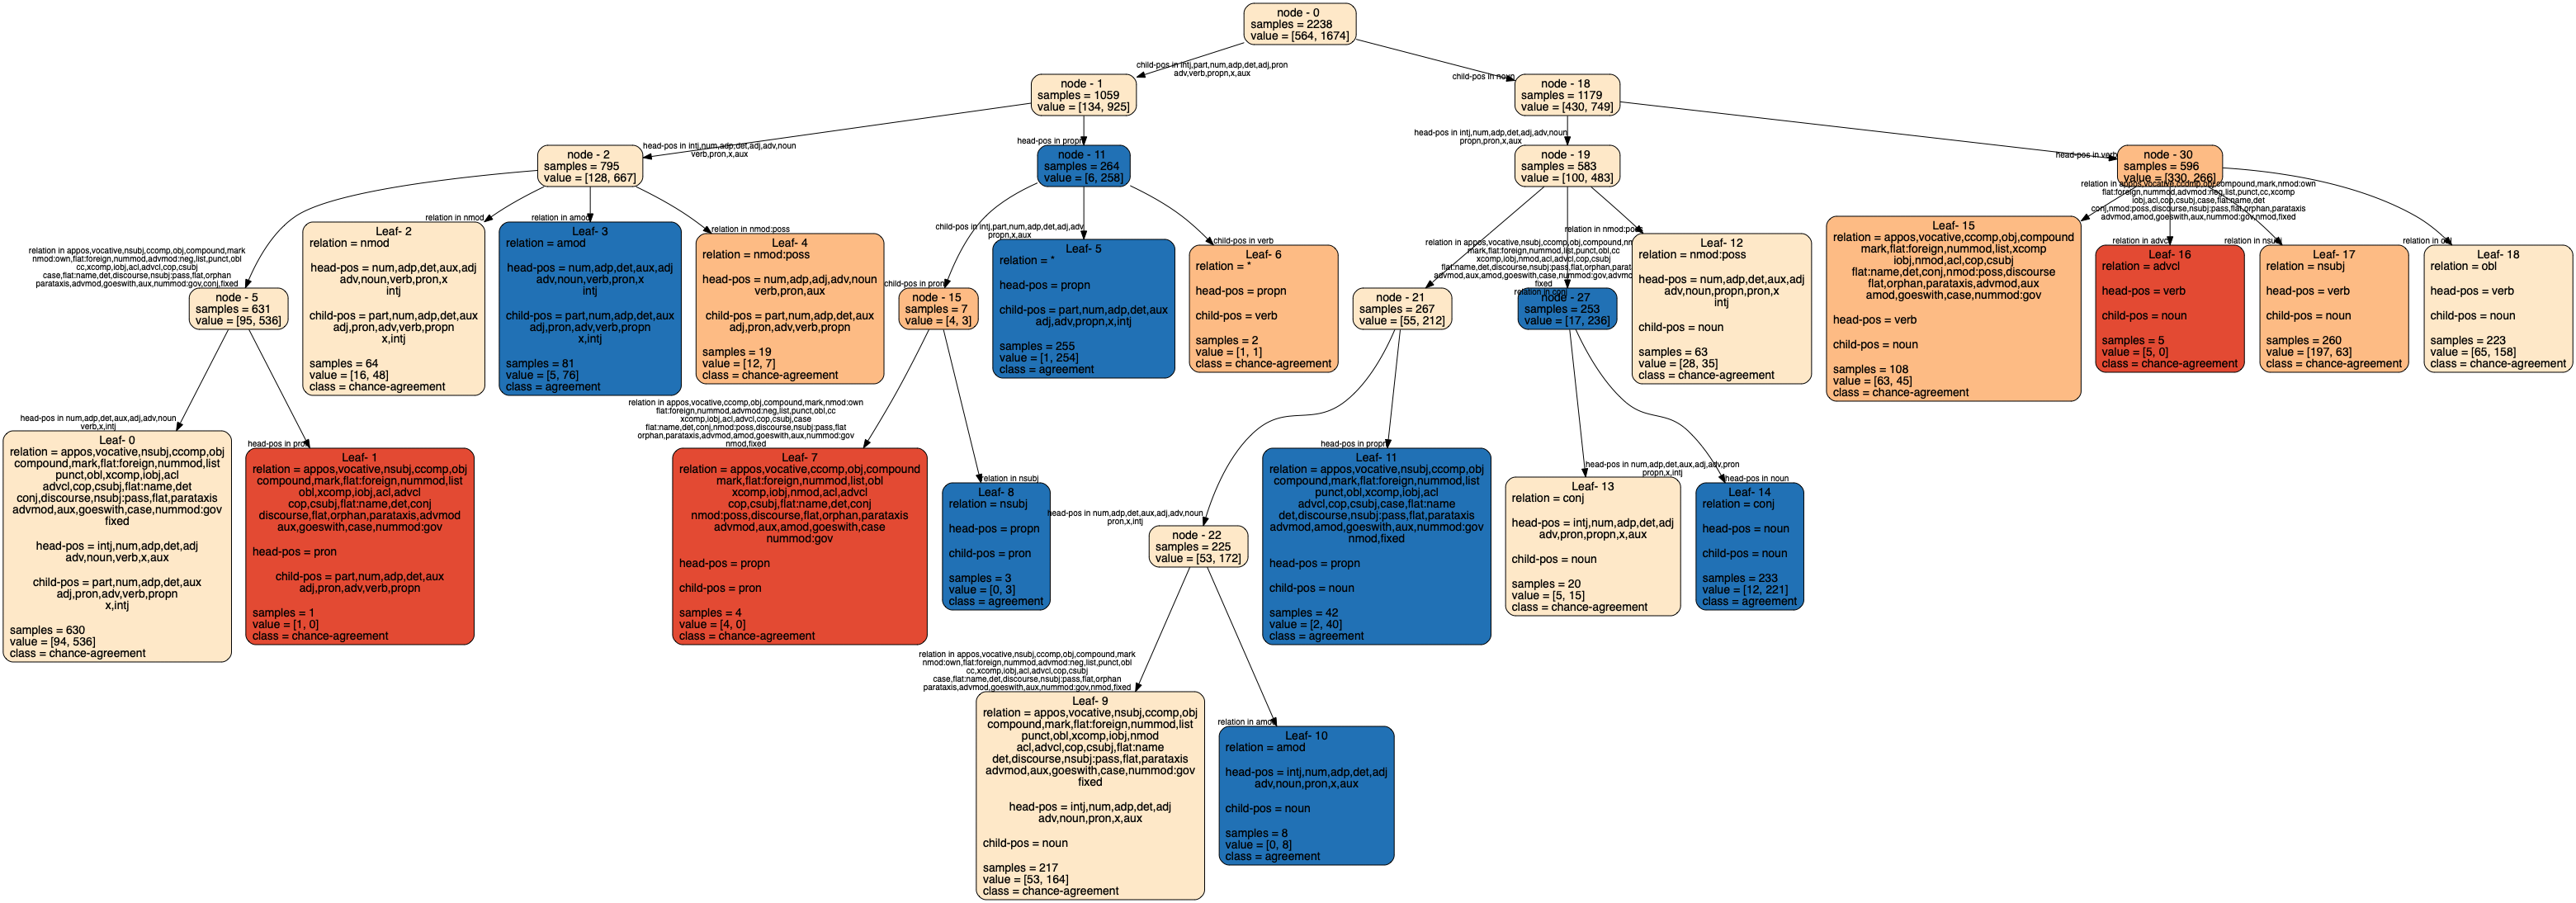 node - 0
samples = 2238
value = [564, 1674]
child-pos in intj,part,num,adp,det,adj,pron
adv,verb,propn,x,aux
child-pos in noun
node - 1
samples = 1059
value = [134, 925]
node - 18
samples = 1179
value = [430, 749]
head-pos in intj,num,adp,det,adj,adv,noun
verb,pron,x,aux
head-pos in propn
head-pos in intj,num,adp,det,adj,adv,noun
propn,pron,x,aux
head-pos in verb
node - 2
samples = 795
value = [128, 667]
node - 11
samples = 264
value = [6, 258]
node - 19
samples = 583
value = [100, 483]
node - 30
samples = 596
value = [330, 266]
relation in appos,vocative,nsubj,ccomp,obj,compound,mark
nmod:own,flat:foreign,nummod,advmod:neg,list,punct,obl
cc,xcomp,iobj,acl,advcl,cop,csubj
case,flat:name,det,discourse,nsubj:pass,flat,orphan
parataxis,advmod,goeswith,aux,nummod:gov,conj,fixed
relation in nmod
relation in amod
relation in nmod:poss
node - 5
samples = 631
value = [95, 536]
Leaf- 2
relation = nmod
head-pos = num,adp,det,aux,adj
adv,noun,verb,pron,x
intj
child-pos = part,num,adp,det,aux
adj,pron,adv,verb,propn
x,intj
samples = 64
value = [16, 48]
class = chance-agreement
Leaf- 3
relation = amod
head-pos = num,adp,det,aux,adj
adv,noun,verb,pron,x
intj
child-pos = part,num,adp,det,aux
adj,pron,adv,verb,propn
x,intj
samples = 81
value = [5, 76]
class = agreement
Leaf- 4
relation = nmod:poss
head-pos = num,adp,adj,adv,noun
verb,pron,aux
child-pos = part,num,adp,det,aux
adj,pron,adv,verb,propn
samples = 19
value = [12, 7]
class = chance-agreement
child-pos in intj,part,num,adp,det,adj,adv
propn,x,aux
child-pos in pron
child-pos in verb
node - 15
samples = 7
value = [4, 3]
Leaf- 5
relation = *
head-pos = propn
child-pos = part,num,adp,det,aux
adj,adv,propn,x,intj
samples = 255
value = [1, 254]
class = agreement
Leaf- 6
relation = *
head-pos = propn
child-pos = verb
samples = 2
value = [1, 1]
class = chance-agreement
relation in appos,vocative,nsubj,ccomp,obj,compound
mark,flat:foreign,nummod,list,punct,obl,cc
xcomp,iobj,nmod,acl,advcl,cop,csubj
flat:name,det,discourse,nsubj:pass,flat,orphan
advmod,aux,amod,goeswith,case,nummod:gov
fixed
relation in conj
relation in nmod:poss
node - 21
samples = 267
value = [55, 212]
node - 27
samples = 253
value = [17, 236]
Leaf- 12
relation = nmod:poss
head-pos = num,adp,det,aux,adj
adv,noun,propn,pron,x
intj
child-pos = noun
samples = 63
value = [28, 35]
class = chance-agreement
relation in appos,vocative,ccomp,obj,compound,mark,nmod:own
flat:foreign,nummod,advmod:neg,list,punct,cc,xcomp
iobj,acl,cop,csubj,case,flat:name,det
conj,nmod:poss,discourse,nsubj:pass,flat,orphan,parataxis
advmod,amod,goeswith,aux,nummod:gov,nmod,fixed
relation in advcl
relation in nsubj
relation in obl
Leaf- 15
relation = appos,vocative,ccomp,obj,compound
mark,flat:foreign,nummod,list,xcomp
iobj,nmod,acl,cop,csubj
flat:name,det,conj,nmod:poss,discourse
flat,orphan,parataxis,advmod,aux
amod,goeswith,case,nummod:gov
head-pos = verb
child-pos = noun
samples = 108
value = [63, 45]
class = chance-agreement
Leaf- 16
relation = advcl
head-pos = verb
child-pos = noun
samples = 5
value = [5, 0]
class = chance-agreement
Leaf- 17
relation = nsubj
head-pos = verb
child-pos = noun
samples = 260
value = [197, 63]
class = chance-agreement
Leaf- 18
relation = obl
head-pos = verb
child-pos = noun
samples = 223
value = [65, 158]
class = chance-agreement
head-pos in num,adp,det,aux,adj,adv,noun
verb,x,intj
head-pos in pron
Leaf- 0
relation = appos,vocative,nsubj,ccomp,obj
compound,mark,flat:foreign,nummod,list
punct,obl,xcomp,iobj,acl
advcl,cop,csubj,flat:name,det
conj,discourse,nsubj:pass,flat,parataxis
advmod,aux,goeswith,case,nummod:gov
fixed
head-pos = intj,num,adp,det,adj
adv,noun,verb,x,aux
child-pos = part,num,adp,det,aux
adj,pron,adv,verb,propn
x,intj
samples = 630
value = [94, 536]
class = chance-agreement
Leaf- 1
relation = appos,vocative,nsubj,ccomp,obj
compound,mark,flat:foreign,nummod,list
obl,xcomp,iobj,acl,advcl
cop,csubj,flat:name,det,conj
discourse,flat,orphan,parataxis,advmod
aux,goeswith,case,nummod:gov
head-pos = pron
child-pos = part,num,adp,det,aux
adj,pron,adv,verb,propn
samples = 1
value = [1, 0]
class = chance-agreement
relation in appos,vocative,ccomp,obj,compound,mark,nmod:own
flat:foreign,nummod,advmod:neg,list,punct,obl,cc
xcomp,iobj,acl,advcl,cop,csubj,case
flat:name,det,conj,nmod:poss,discourse,nsubj:pass,flat
orphan,parataxis,advmod,amod,goeswith,aux,nummod:gov
nmod,fixed
relation in nsubj
Leaf- 7
relation = appos,vocative,ccomp,obj,compound
mark,flat:foreign,nummod,list,obl
xcomp,iobj,nmod,acl,advcl
cop,csubj,flat:name,det,conj
nmod:poss,discourse,flat,orphan,parataxis
advmod,aux,amod,goeswith,case
nummod:gov
head-pos = propn
child-pos = pron
samples = 4
value = [4, 0]
class = chance-agreement
Leaf- 8
relation = nsubj
head-pos = propn
child-pos = pron
samples = 3
value = [0, 3]
class = agreement
head-pos in num,adp,det,aux,adj,adv,noun
pron,x,intj
head-pos in propn
node - 22
samples = 225
value = [53, 172]
Leaf- 11
relation = appos,vocative,nsubj,ccomp,obj
compound,mark,flat:foreign,nummod,list
punct,obl,xcomp,iobj,acl
advcl,cop,csubj,case,flat:name
det,discourse,nsubj:pass,flat,parataxis
advmod,amod,goeswith,aux,nummod:gov
nmod,fixed
head-pos = propn
child-pos = noun
samples = 42
value = [2, 40]
class = agreement
head-pos in num,adp,det,aux,adj,adv,pron
propn,x,intj
head-pos in noun
Leaf- 13
relation = conj
head-pos = intj,num,adp,det,adj
adv,pron,propn,x,aux
child-pos = noun
samples = 20
value = [5, 15]
class = chance-agreement
Leaf- 14
relation = conj
head-pos = noun
child-pos = noun
samples = 233
value = [12, 221]
class = agreement
relation in appos,vocative,nsubj,ccomp,obj,compound,mark
nmod:own,flat:foreign,nummod,advmod:neg,list,punct,obl
cc,xcomp,iobj,acl,advcl,cop,csubj
case,flat:name,det,discourse,nsubj:pass,flat,orphan
parataxis,advmod,goeswith,aux,nummod:gov,nmod,fixed
relation in amod
Leaf- 9
relation = appos,vocative,nsubj,ccomp,obj
compound,mark,flat:foreign,nummod,list
punct,obl,xcomp,iobj,nmod
acl,advcl,cop,csubj,flat:name
det,discourse,nsubj:pass,flat,parataxis
advmod,aux,goeswith,case,nummod:gov
fixed
head-pos = intj,num,adp,det,adj
adv,noun,pron,x,aux
child-pos = noun
samples = 217
value = [53, 164]
class = chance-agreement
Leaf- 10
relation = amod
head-pos = intj,num,adp,det,adj
adv,noun,pron,x,aux
child-pos = noun
samples = 8
value = [0, 8]
class = agreement